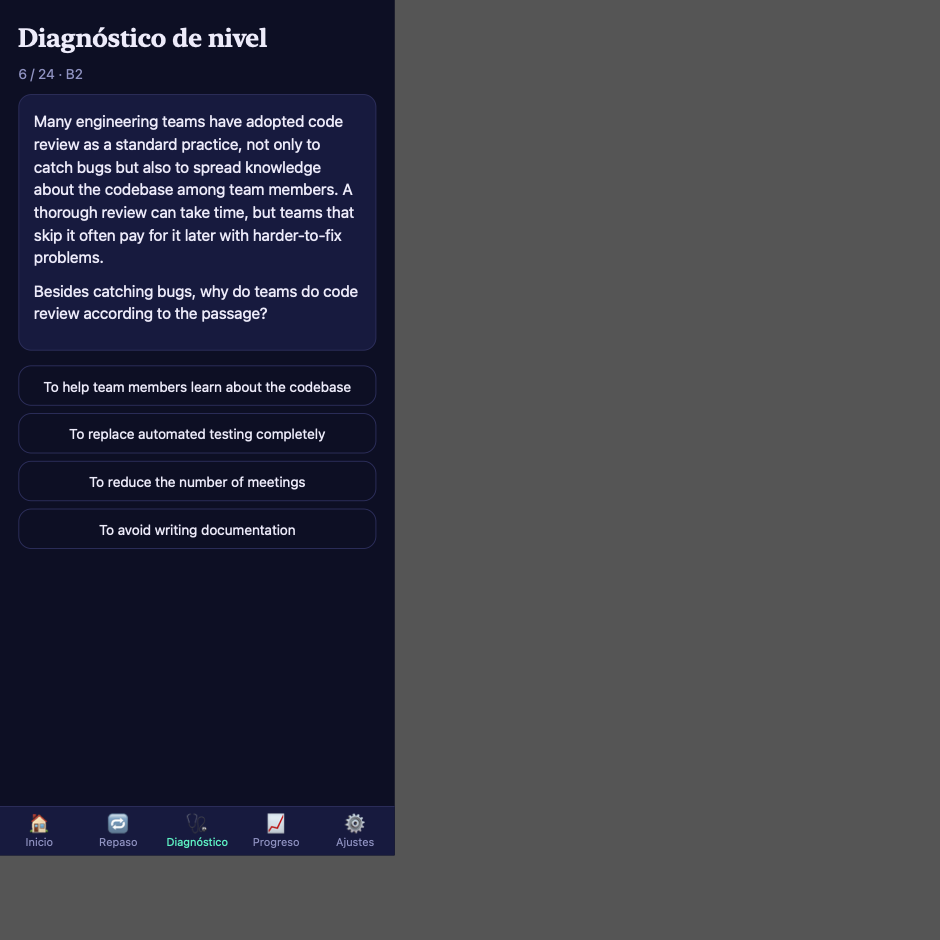 Diagnóstico de nivel
6 / 24 · B2
Many engineering teams have adopted code
review as a standard practice, not only to
catch bugs but also to spread knowledge
about the codebase among team members. A
thorough review can take time, but teams that
skip it often pay for it later with harder-to-fix
problems.
Besides catching bugs, why do teams do code
review according to the passage?
To help team members learn about the codebase
To replace automated testing completely
To reduce the number of meetings
To avoid writing documentation
Inicio
Repaso
Diagnóstico
Progreso
Ajustes